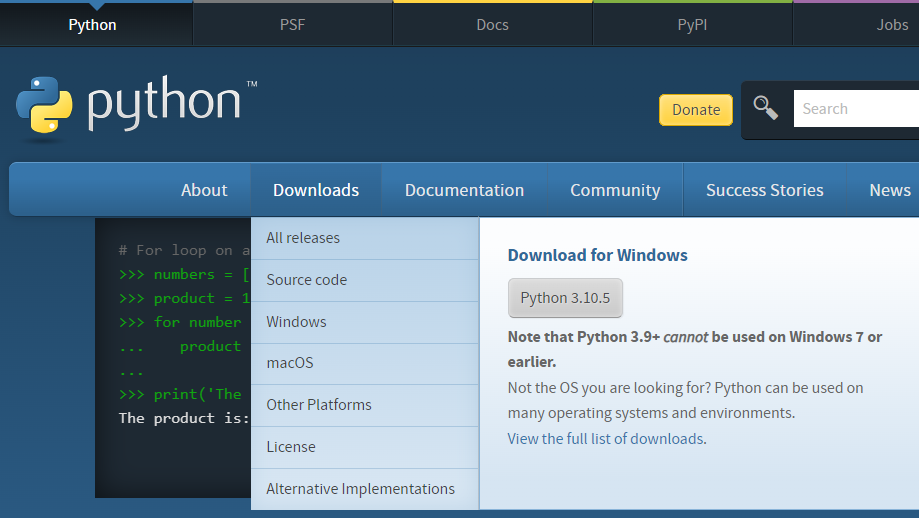 Python PSF Docs PyPI Jobs
python™
Donate Search
About Downloads Documentation Community Success Stories News
# For loop on a
>>> numbers = [
>>> product = 1
>>> for number
... product
...
>>> print('The
The product is:
All releases
Source code
Windows
macOS
Other Platforms
License
Alternative Implementations
Download for Windows
Python 3.10.5
Note that Python 3.9+ cannot be used on Windows 7 or
earlier.
Not the OS you are looking for? Python can be used on
many operating systems and environments.
View the full list of downloads.